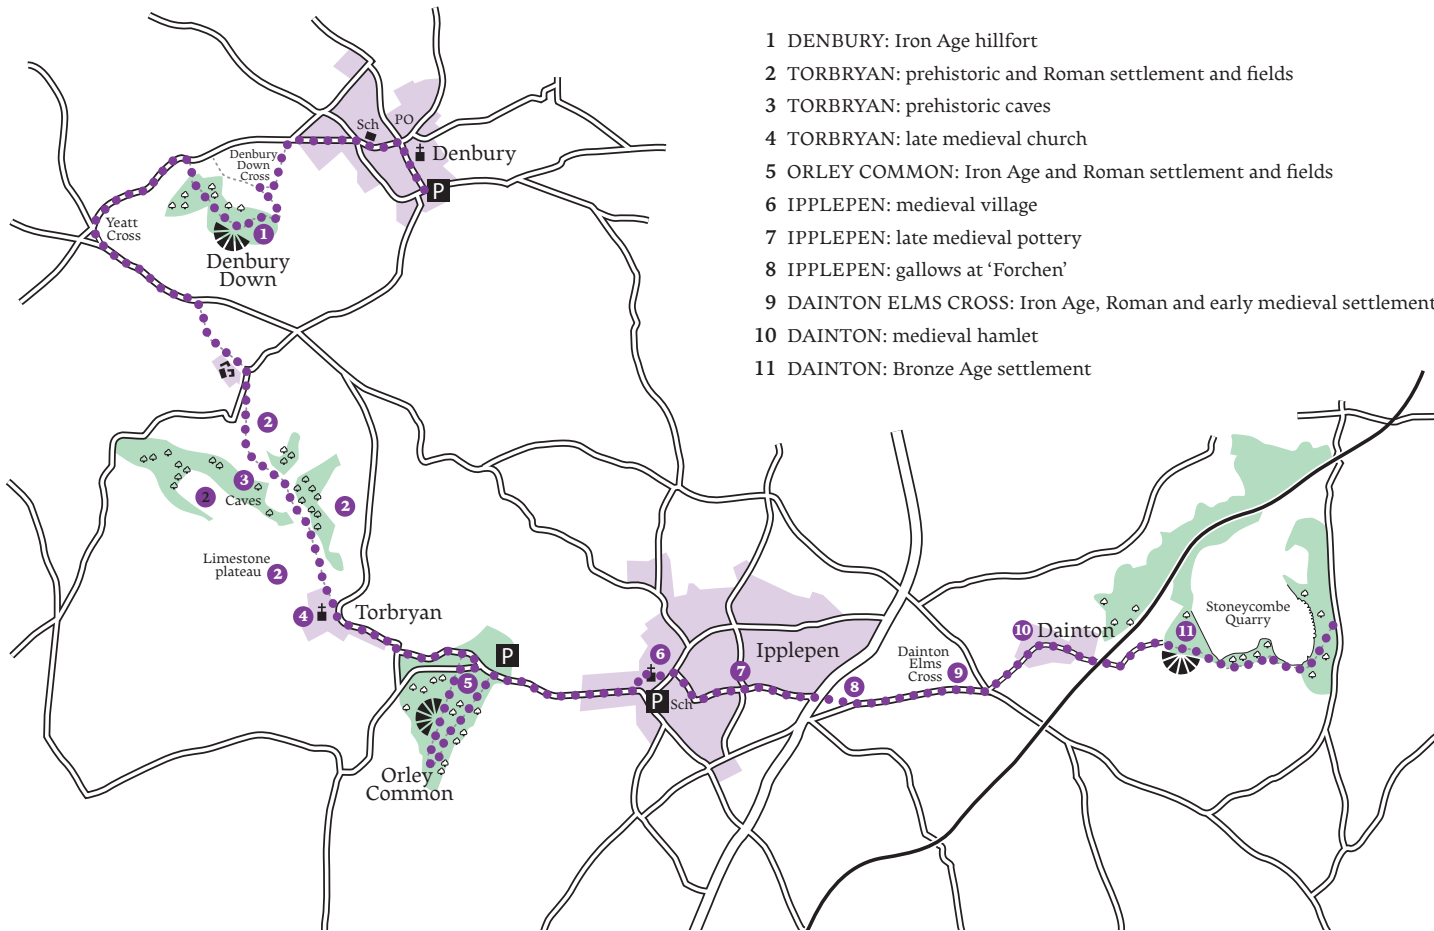 1 DENBURY: Iron Age hillfort
2 TORBRYAN: prehistoric and Roman settlement and fields
3 TORBRYAN: prehistoric caves
4 TORBRYAN: late medieval church
5 ORLEY COMMON: Iron Age and Roman settlement and fields
6 IPPLEPEN: medieval village
7 IPPLEPEN: late medieval pottery
8 IPPLEPEN: gallows at ‘Forchen’
9 DAINTON ELMS CROSS: Iron Age, Roman and early medieval settlement
10 DAINTON: medieval hamlet
11 DAINTON: Bronze Age settlement
Sch
PO
Denbury
P
Denbury
Down
Cross
Yeatt
Cross
1
Denbury
Down
2
3
2
Caves
2
Limestone
plateau
2
4
Torbryan
P
5
Orley
Common
6
P
Sch
7
Ipplepen
8
Dainton
Elms
Cross
9
10
Dainton
11
Stoneycombe
Quarry